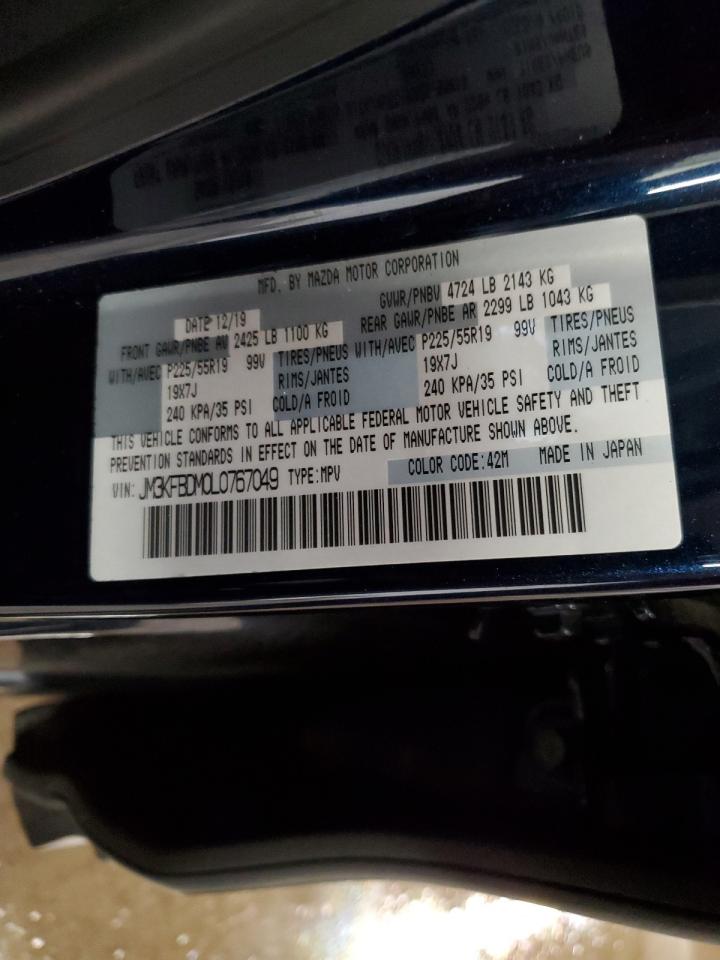 MFD. BY MAZDA MOTOR CORPORATION
DATE 12/19 GVWR/PNBV 4724 LB 2143 KG
FRONT GAWR/PNBE AV 2425 LB 1100 KG REAR GAWR/PNBE AR 2299 LB 1043 KG
WITH/AVEC P225/55R19 99V TIRES/PNEUS WITH/AVEC P225/55R19 99V TIRES/PNEUS
19X7J RIMS/JANTES 19X7J RIMS/JANTES
240 KPA/35 PSI COLD/A FROID 240 KPA/35 PSI COLD/A FROID
THIS VEHICLE CONFORMS TO ALL APPLICABLE FEDERAL MOTOR VEHICLE SAFETY AND THEFT
PREVENTION STANDARDS IN EFFECT ON THE DATE OF MANUFACTURE SHOWN ABOVE.
VIN: JM3KFBDM0L0767049 TYPE:MPV COLOR CODE:42M MADE IN JAPAN